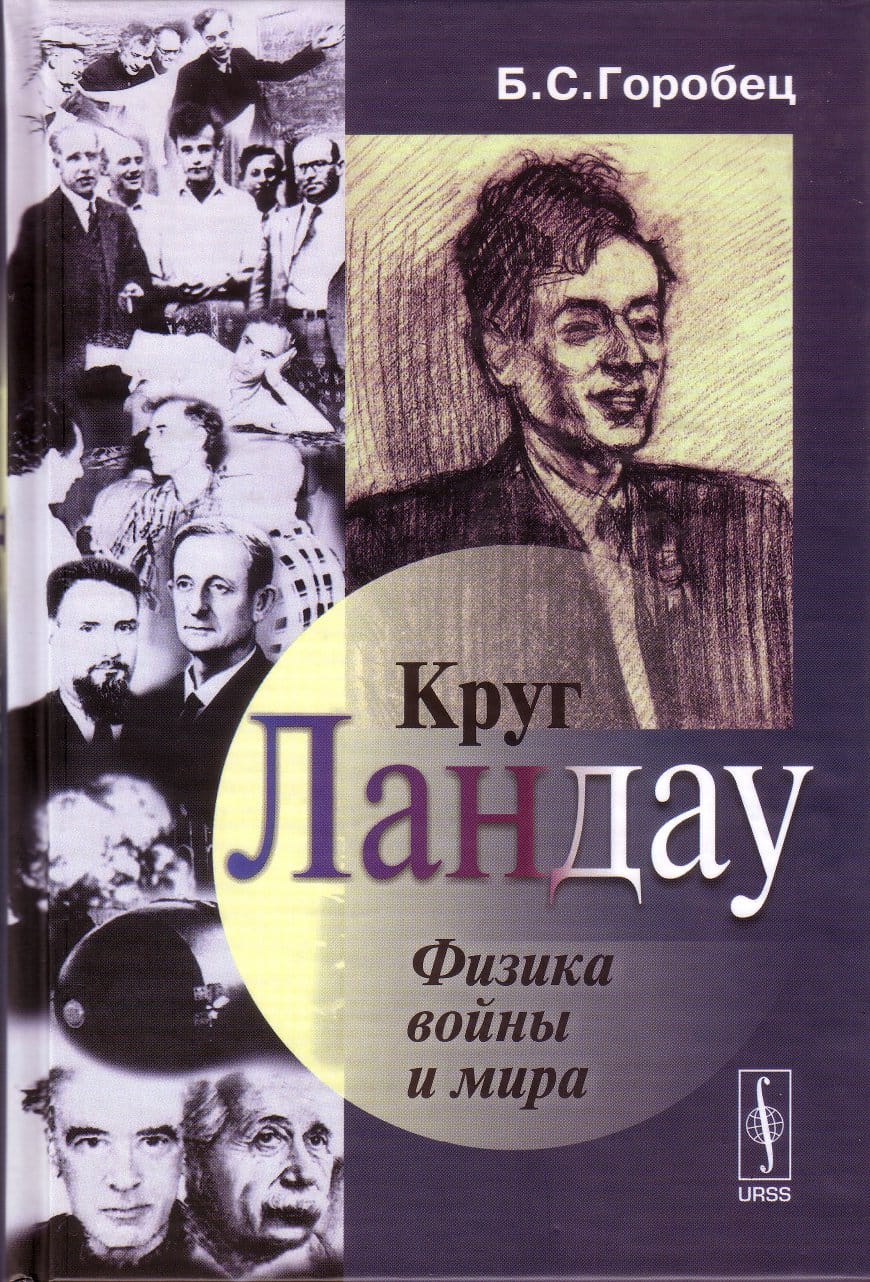 Б.С.Горобец
Круг
Ландау
Физика
войны
и мира
URSS